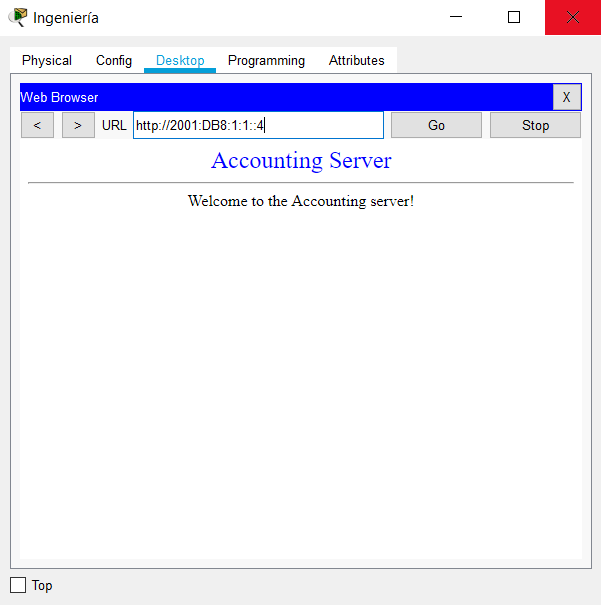 Ingeniería
Physical Config Desktop Programming Attributes
Web Browser X
< > URL http://2001:DB8:1:1::4 Go Stop
Accounting Server
Welcome to the Accounting server!
Top